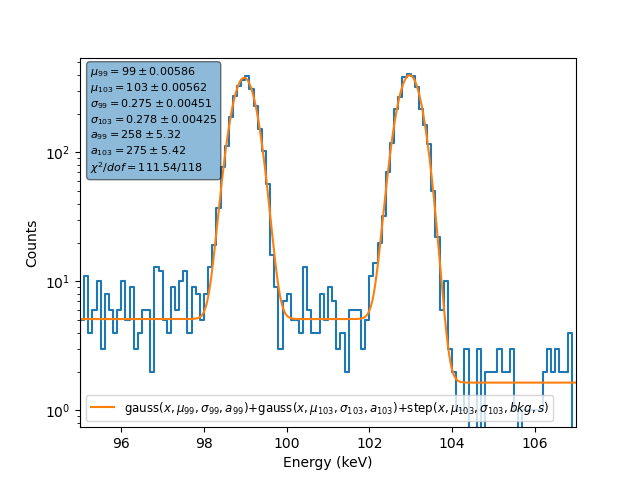 μ₉₉ = 99 ± 0.00586
μ₁₀₃ = 103 ± 0.00562
σ₉₉ = 0.275 ± 0.00451
σ₁₀₃ = 0.278 ± 0.00425
a₉₉ = 258 ± 5.32
a₁₀₃ = 275 ± 5.42
χ²/dof = 111.54/118
10²
10¹
10⁰
Counts
gauss(x, μ₉₉, σ₉₉, a₉₉)+gauss(x, μ₁₀₃, σ₁₀₃, a₁₀₃)+step(x, μ₁₀₃, σ₁₀₃, bkg, s)
96 98 100 102 104 106
Energy (keV)